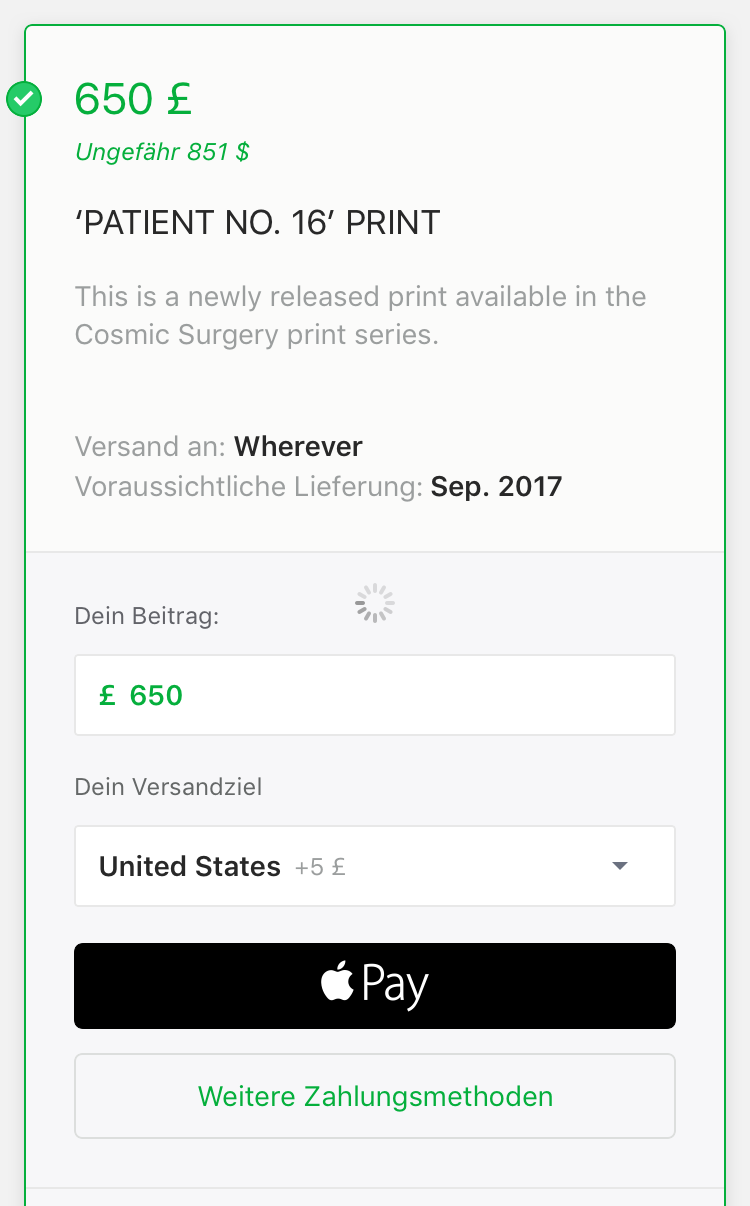 650 £
Ungefähr 851 $
‘PATIENT NO. 16’ PRINT
This is a newly released print available in the
Cosmic Surgery print series.
Versand an: Wherever
Voraussichtliche Lieferung: Sep. 2017
Dein Beitrag:
£ 650
Dein Versandziel
United States +5 £
Pay
Weitere Zahlungsmethoden